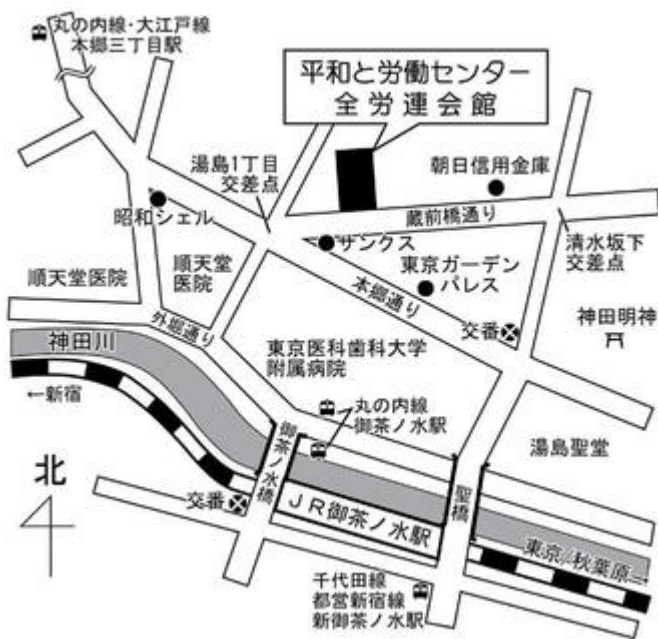 丸の内線・大江戸線
本郷三丁目駅
平和と労働センター
全労連会館
湯島1丁目
交差点
朝日信用金庫
昭和シェル
蔵前橋通り
サンクス
清水坂下
交差点
順天堂医院
順天堂
医院
東京ガーデン
パレス
本郷通り
外堀通り
交番
神田明神
神田川
東京医科歯科大学
附属病院
←新宿
丸の内線
御茶ノ水駅
御茶ノ水橋
湯島聖堂
北
交番
JR御茶ノ水駅
聖橋
東京/秋葉原→
千代田線
都営新宿線
新御茶ノ水駅